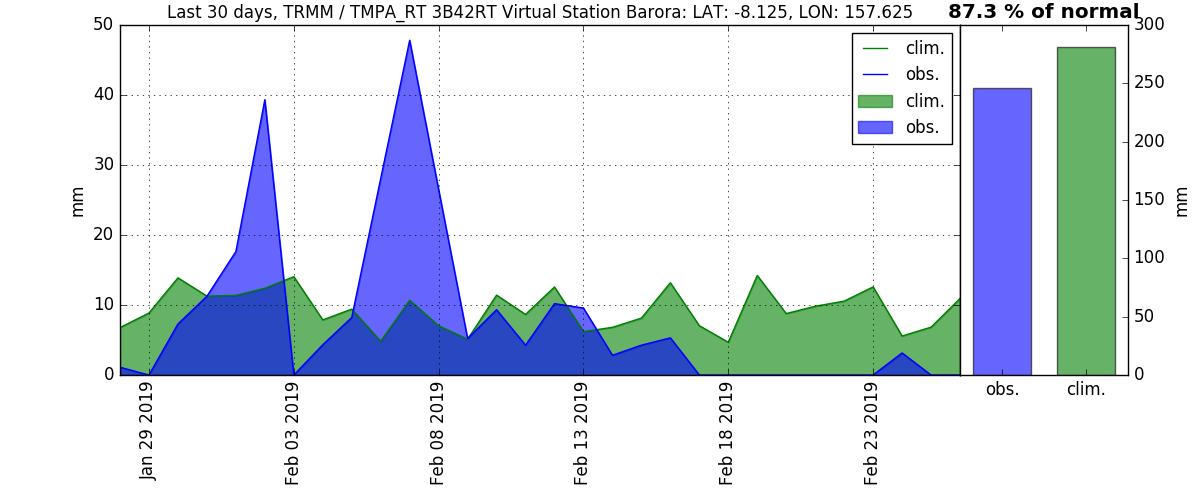 Last 30 days, TRMM / TMPA_RT 3B42RT Virtual Station Barora: LAT: -8.125, LON: 157.625
87.3 % of normal
50
40
30
20
10
0
mm
clim.
obs.
clim.
obs.
Jan 29 2019
Feb 03 2019
Feb 08 2019
Feb 13 2019
Feb 18 2019
Feb 23 2019
300
250
200
150
100
50
0
mm
obs.
clim.